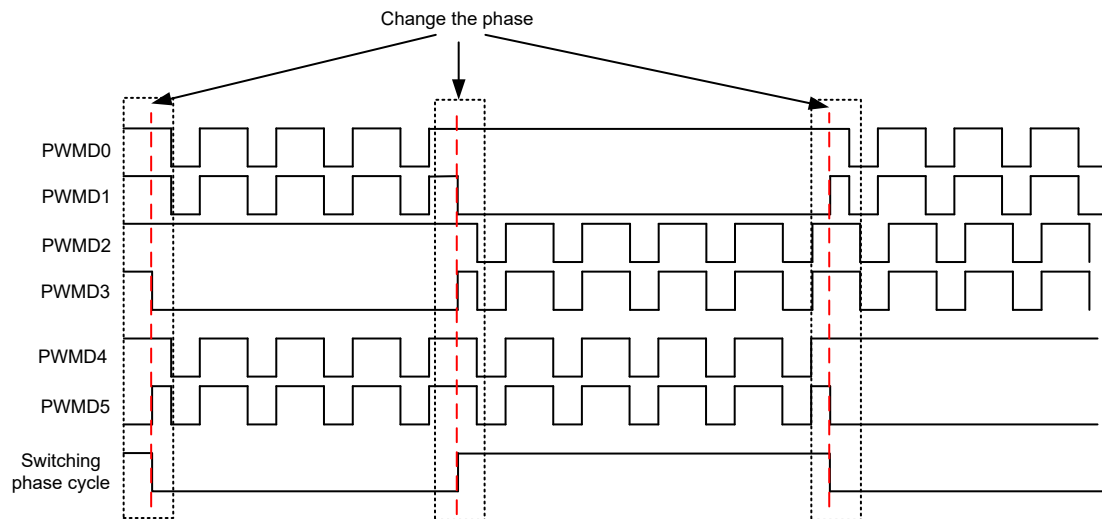 Change the phase
PWMD0
PWMD1
PWMD2
PWMD3
PWMD4
PWMD5
Switching
phase cycle